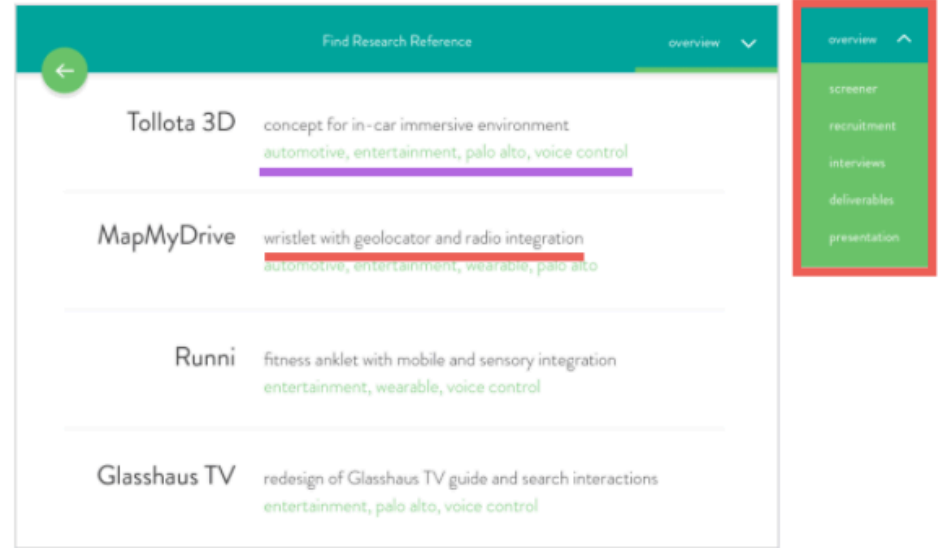 Find Research Reference
overview
Tollota 3D
concept for in-car immersive environment
automotive, entertainment, palo alto, voice control
MapMyDrive
wristlet with geolocator and radio integration
automotive, entertainment, wearable, palo alto
Runni
fitness anklet with mobile and sensory integration
entertainment, wearable, voice control
Glasshaus TV
redesign of Glasshaus TV guide and search interactions
entertainment, palo alto, voice control
overview
screener
recruitment
interviews
deliverables
presentation